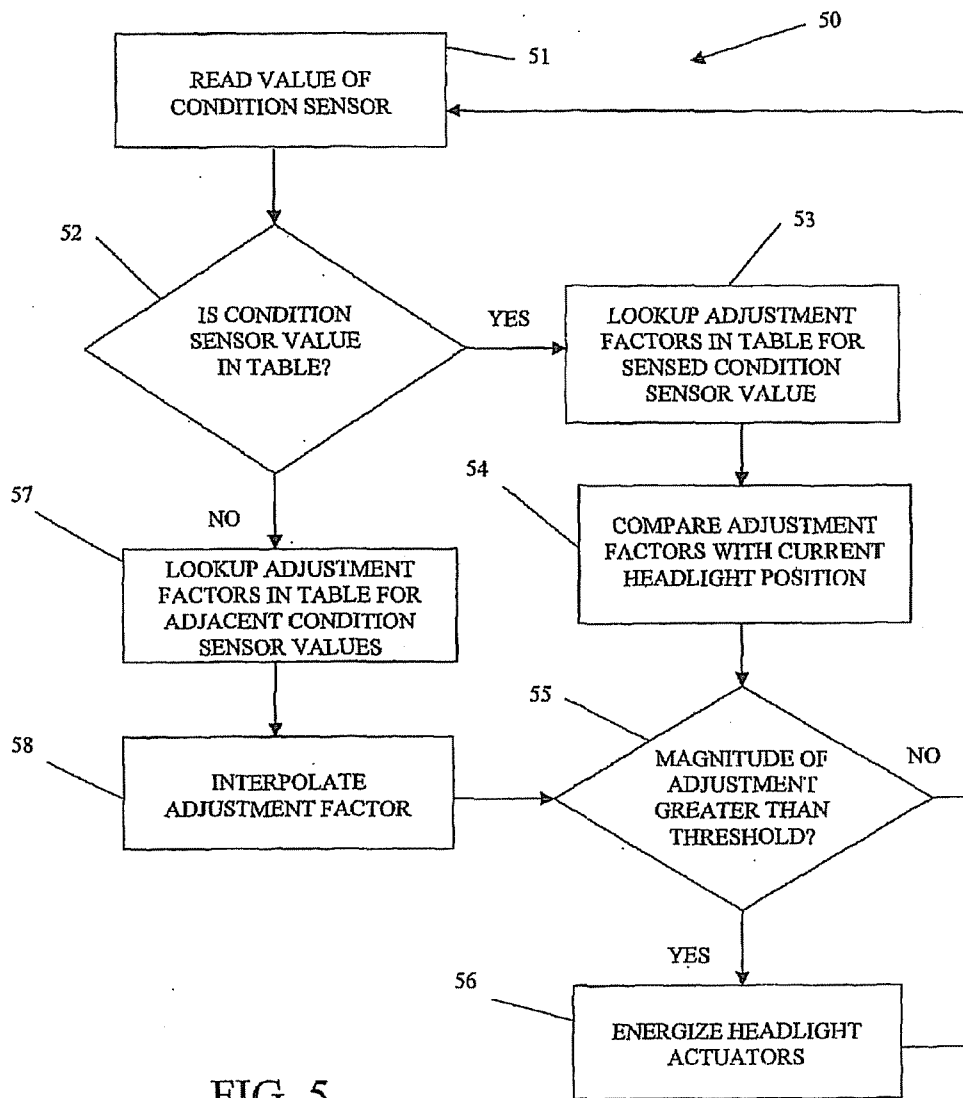 50
51
READ VALUE OF
CONDITION SENSOR
52
IS CONDITION
SENSOR VALUE
IN TABLE?
YES
53
LOOKUP ADJUSTMENT
FACTORS IN TABLE FOR
SENSED CONDITION
SENSOR VALUE
54
COMPARE ADJUSTMENT
FACTORS WITH CURRENT
HEADLIGHT POSITION
57
NO
LOOKUP ADJUSTMENT
FACTORS IN TABLE FOR
ADJACENT CONDITION
SENSOR VALUES
58
INTERPOLATE
ADJUSTMENT FACTOR
55
MAGNITUDE OF
ADJUSTMENT
GREATER THAN
THRESHOLD?
NO
YES
56
ENERGIZE HEADLIGHT
ACTUATORS
FIG. 5